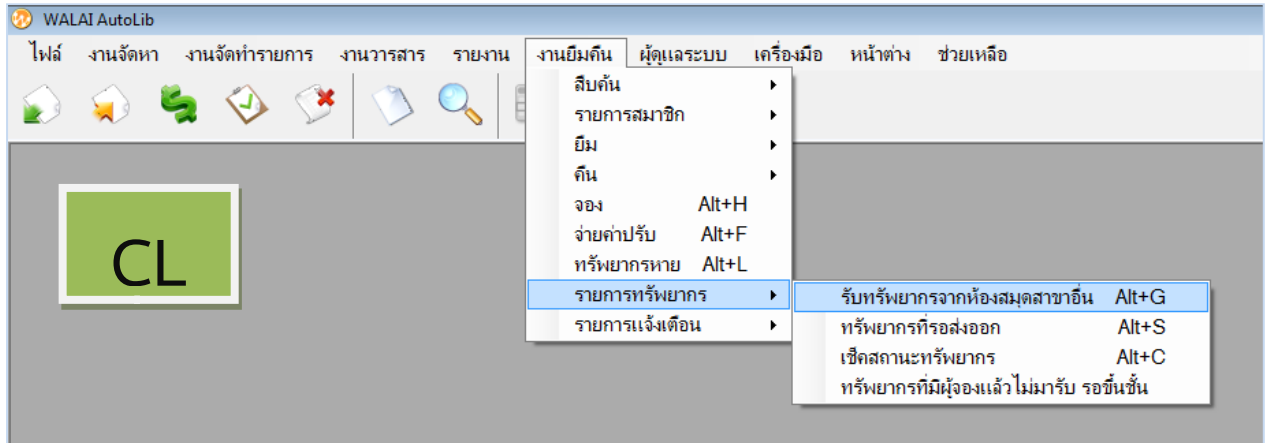 WALAI AutoLib
ไฟล์ งานจัดหา งานจัดทำรายการ งานวารสาร รายงาน งานยืมคืน ผู้ดูแลระบบ เครื่องมือ หน้าต่าง ช่วยเหลือ
สืบค้น
รายการสมาชิก
ยืม
คืน
จอง Alt+H
จ่ายค่าปรับ Alt+F
ทรัพยากรหาย Alt+L
รายการทรัพยากร
รายการแจ้งเตือน
รับทรัพยากรจากห้องสมุดสาขาอื่น Alt+G
ทรัพยากรที่รอส่งออก Alt+S
เช็คสถานะทรัพยากร Alt+C
ทรัพยากรที่มีผู้จองแล้วไม่มารับ รอขึ้นชั้น
CL